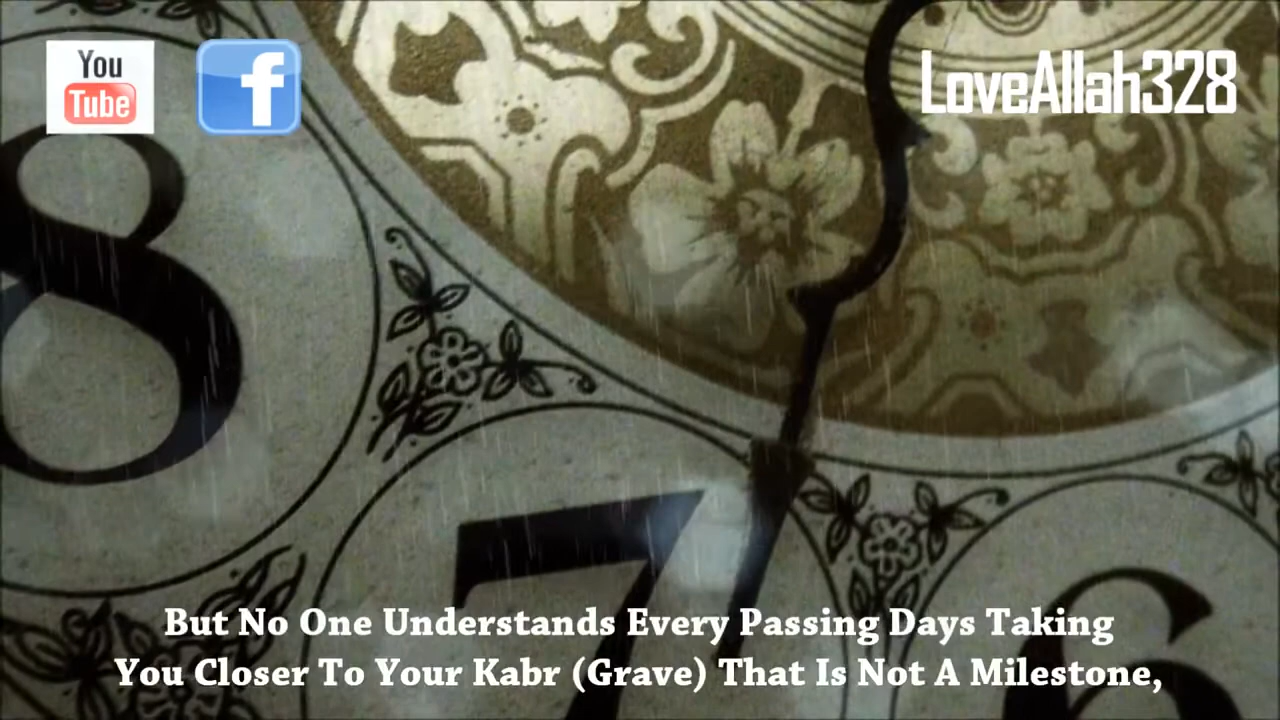 You
Tube
f
LoveAllah328
8
7
6
But No One Understands Every Passing Days Taking
You Closer To Your Kabr (Grave) That Is Not A Milestone,